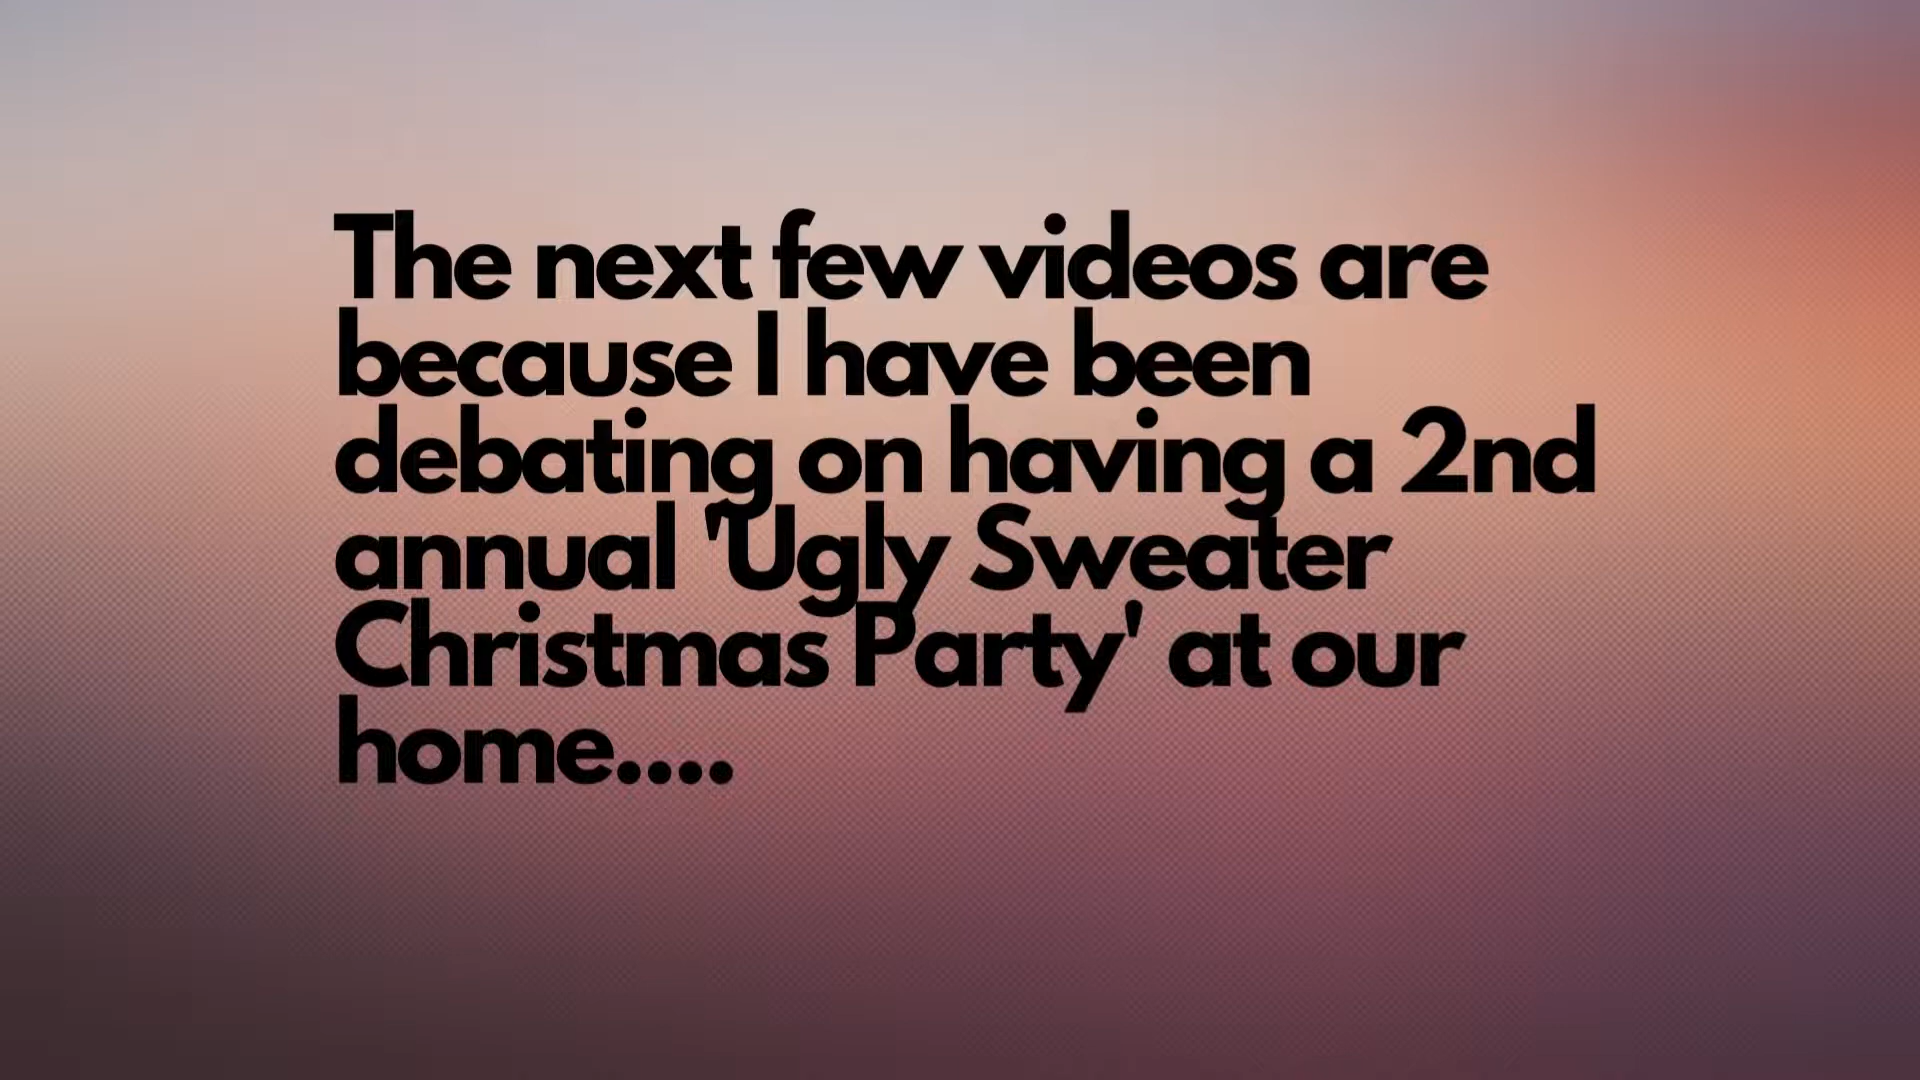 The next few videos are
because I have been
debating on having a 2nd
annual 'Ugly Sweater
Christmas Party' at our
home....